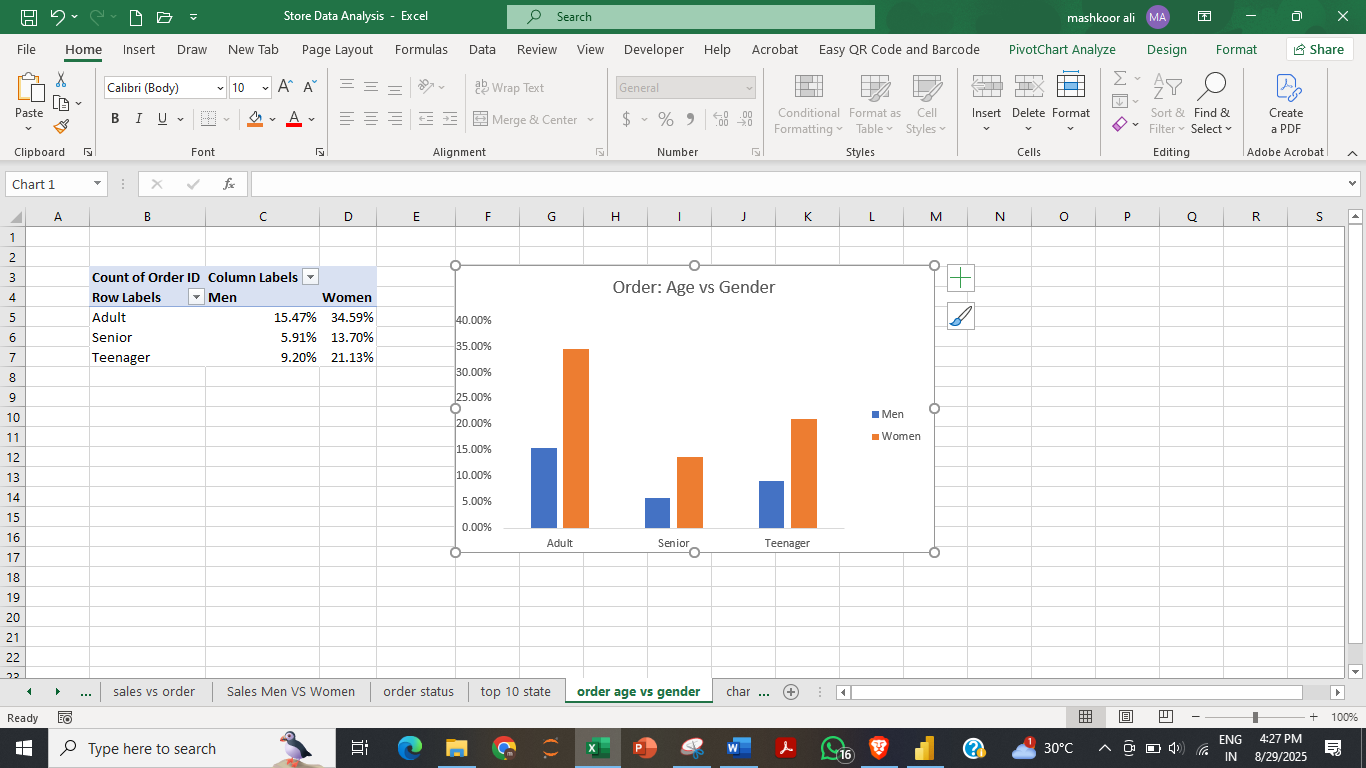 Store Data Analysis - Excel
Search
mashkoor ali
MA
File Home Insert Draw New Tab Page Layout Formulas Data Review View Developer Help Acrobat Easy QR Code and Barcode PivotChart Analyze Design Format Share
Paste
Calibri (Body) 10
B I U
Wrap Text
Merge & Center
General
$ % 9
Conditional Formatting
Format as Table
Cell Styles
Insert Delete Format
Sort & Filter
Find & Select
Create a PDF
Clipboard Font Alignment Number Styles Cells Editing Adobe Acrobat
Chart 1
fx
A B C D E F G H I J K L M N O P Q R S
1
2
3 Count of Order ID Column Labels
4 Row Labels Men Women
5 Adult 15.47% 34.59%
6 Senior 5.91% 13.70%
7 Teenager 9.20% 21.13%
8
9
10
11
12
13
14
15
16
17
18
19
20
21
22
23
Order: Age vs Gender
40.00%
35.00%
30.00%
25.00%
20.00%
15.00%
10.00%
5.00%
0.00%
Adult Senior Teenager
Men
Women
... sales vs order Sales Men VS Women order status top 10 state order age vs gender char ...
Ready
100%
Type here to search
16
1
30°C
ENG
IN
4:27 PM
8/29/2025